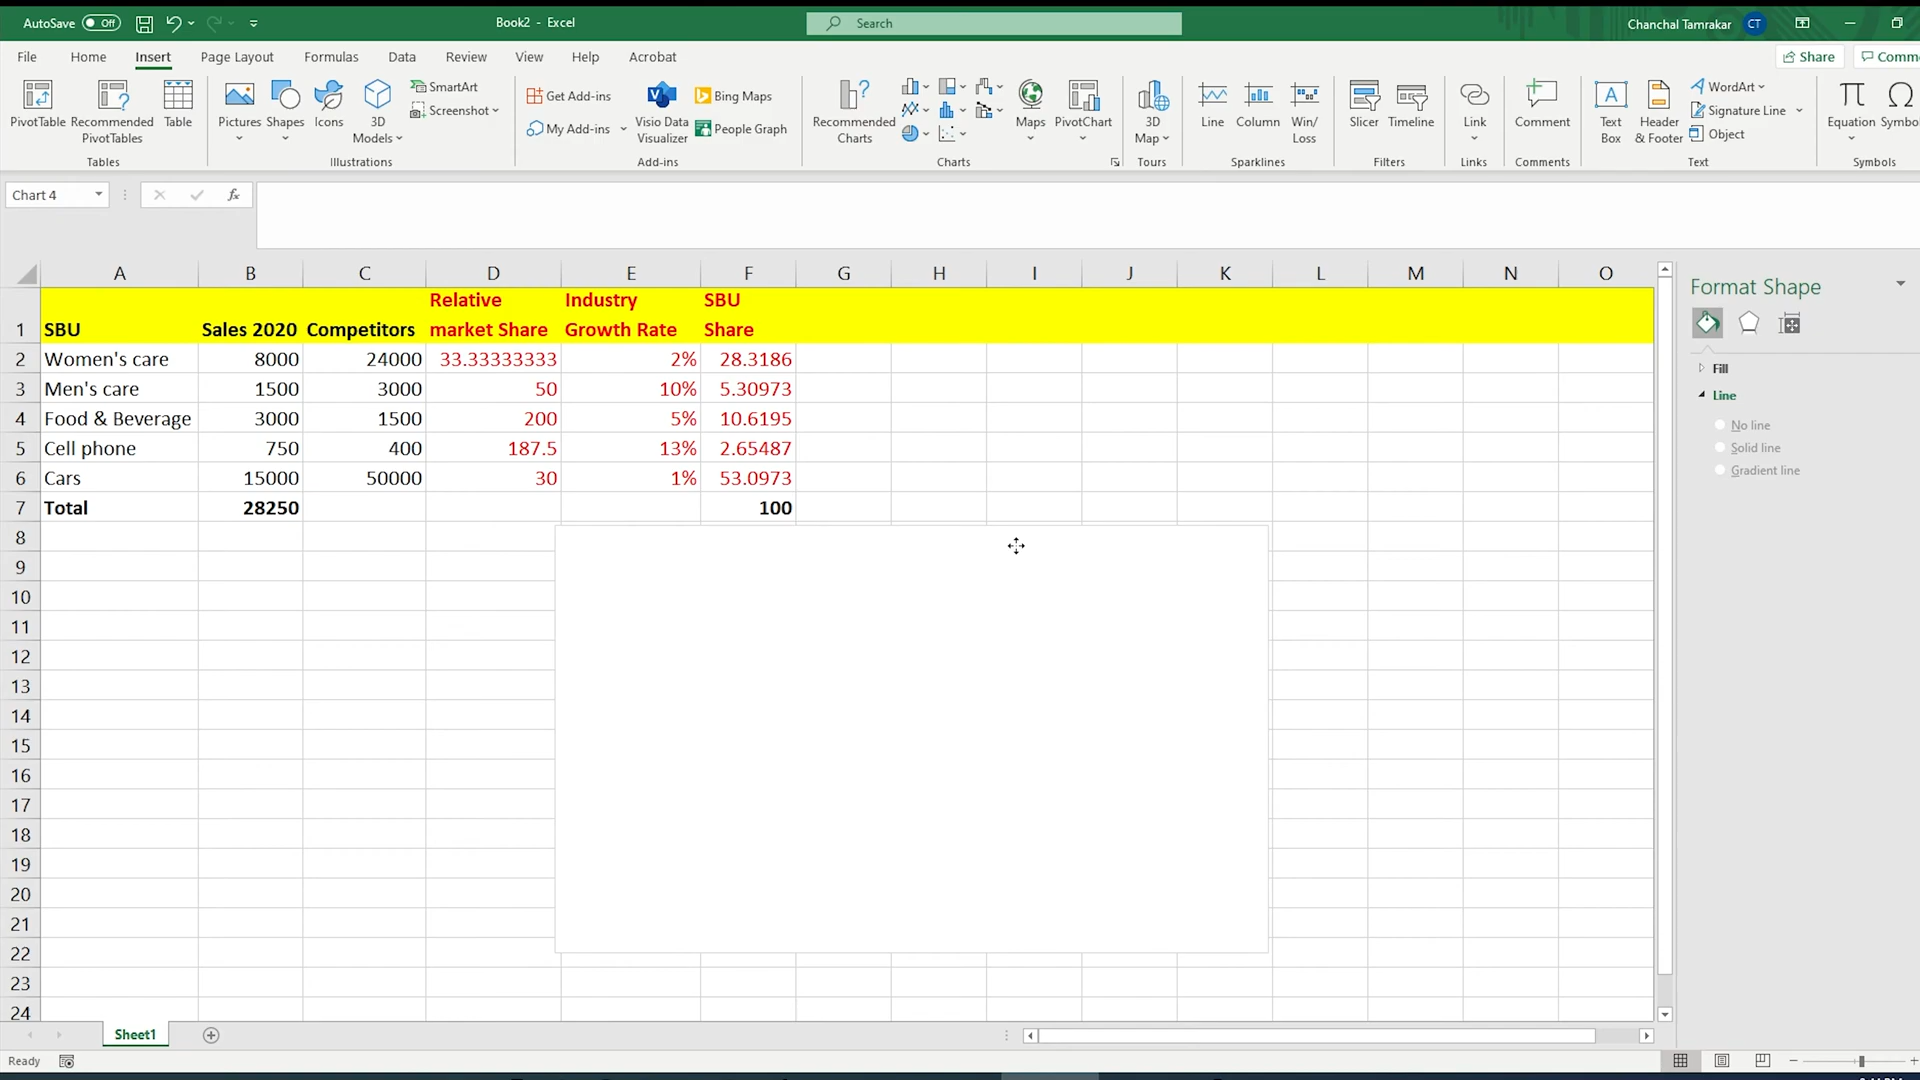 AutoSave Off
Book2 - Excel
Search
Chanchal Tamrakar CT
File Home Insert Page Layout Formulas Data Review View Help Acrobat
Share Comme
PivotTable
Recommended
PivotTables
Table
Tables
Pictures
Shapes
Icons
3D
Models
SmartArt
Screenshot
Illustrations
Get Add-ins
My Add-ins
Visio Data
Visualizer
Bing Maps
People Graph
Add-ins
Recommended
Charts
Maps
PivotChart
Charts
3D
Map
Tours
Line
Column
Win/
Loss
Sparklines
Slicer
Timeline
Filters
Link
Links
Comment
Comments
Text
Box
Header
& Footer
WordArt
Signature Line
Object
Text
Equation
Symbo
Symbols
Chart 4
fx
A B C D E F G H I J K L M N O
1 SBU Sales 2020 Competitors Relative market Share Industry Growth Rate SBU Share
2 Women's care 8000 24000 33.33333333 2% 28.3186
3 Men's care 1500 3000 50 10% 5.30973
4 Food & Beverage 3000 1500 200 5% 10.6195
5 Cell phone 750 400 187.5 13% 2.65487
6 Cars 15000 50000 30 1% 53.0973
7 Total 28250 100
8
9
10
11
12
13
14
15
16
17
18
19
20
21
22
23
24
Format Shape
Fill
Line
No line
Solid line
Gradient line
Sheet1
Ready